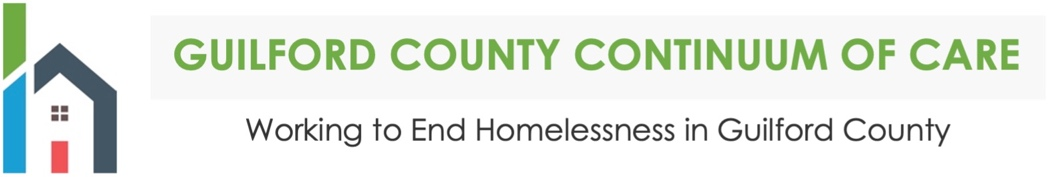 GUILFORD COUNTY CONTINUUM OF CARE
Working to End Homelessness in Guilford County